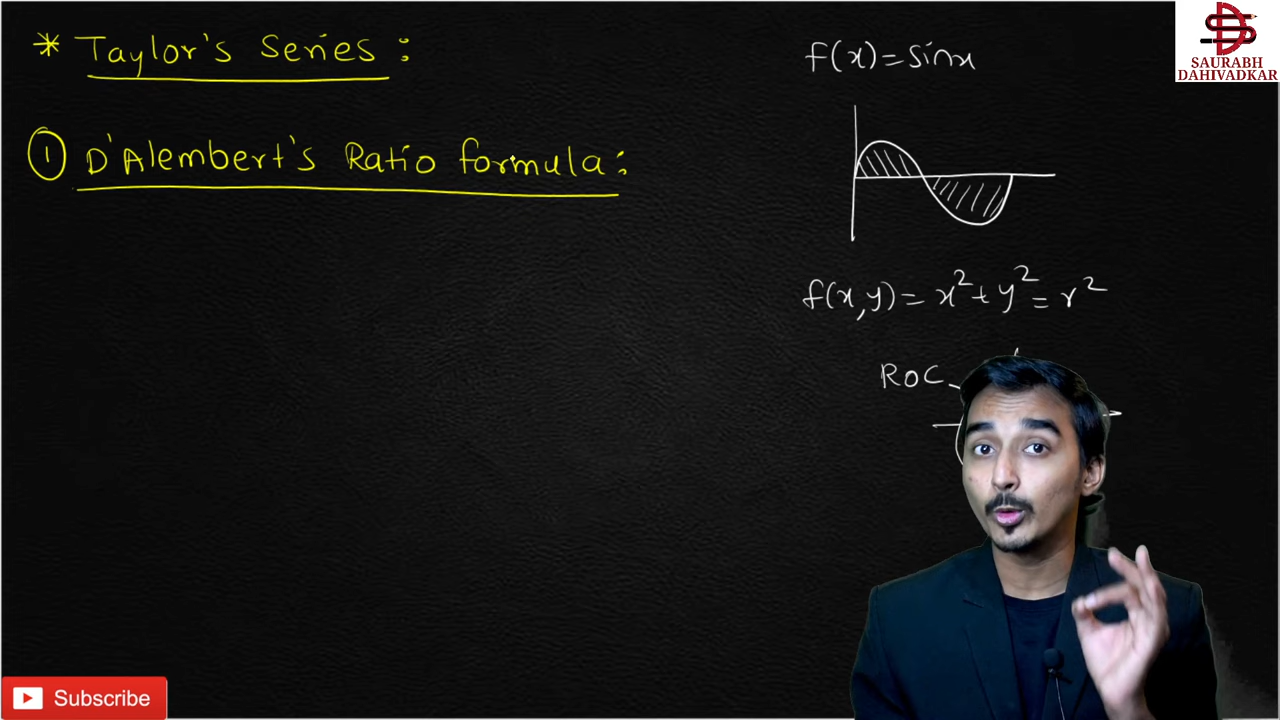 * Taylor's Series :
① D'Alembert's Ratio formula:
f(x) = sinx
f(x,y) = x² + y² = r²
ROC
SAURABH
DAHIVADKAR
Subscribe